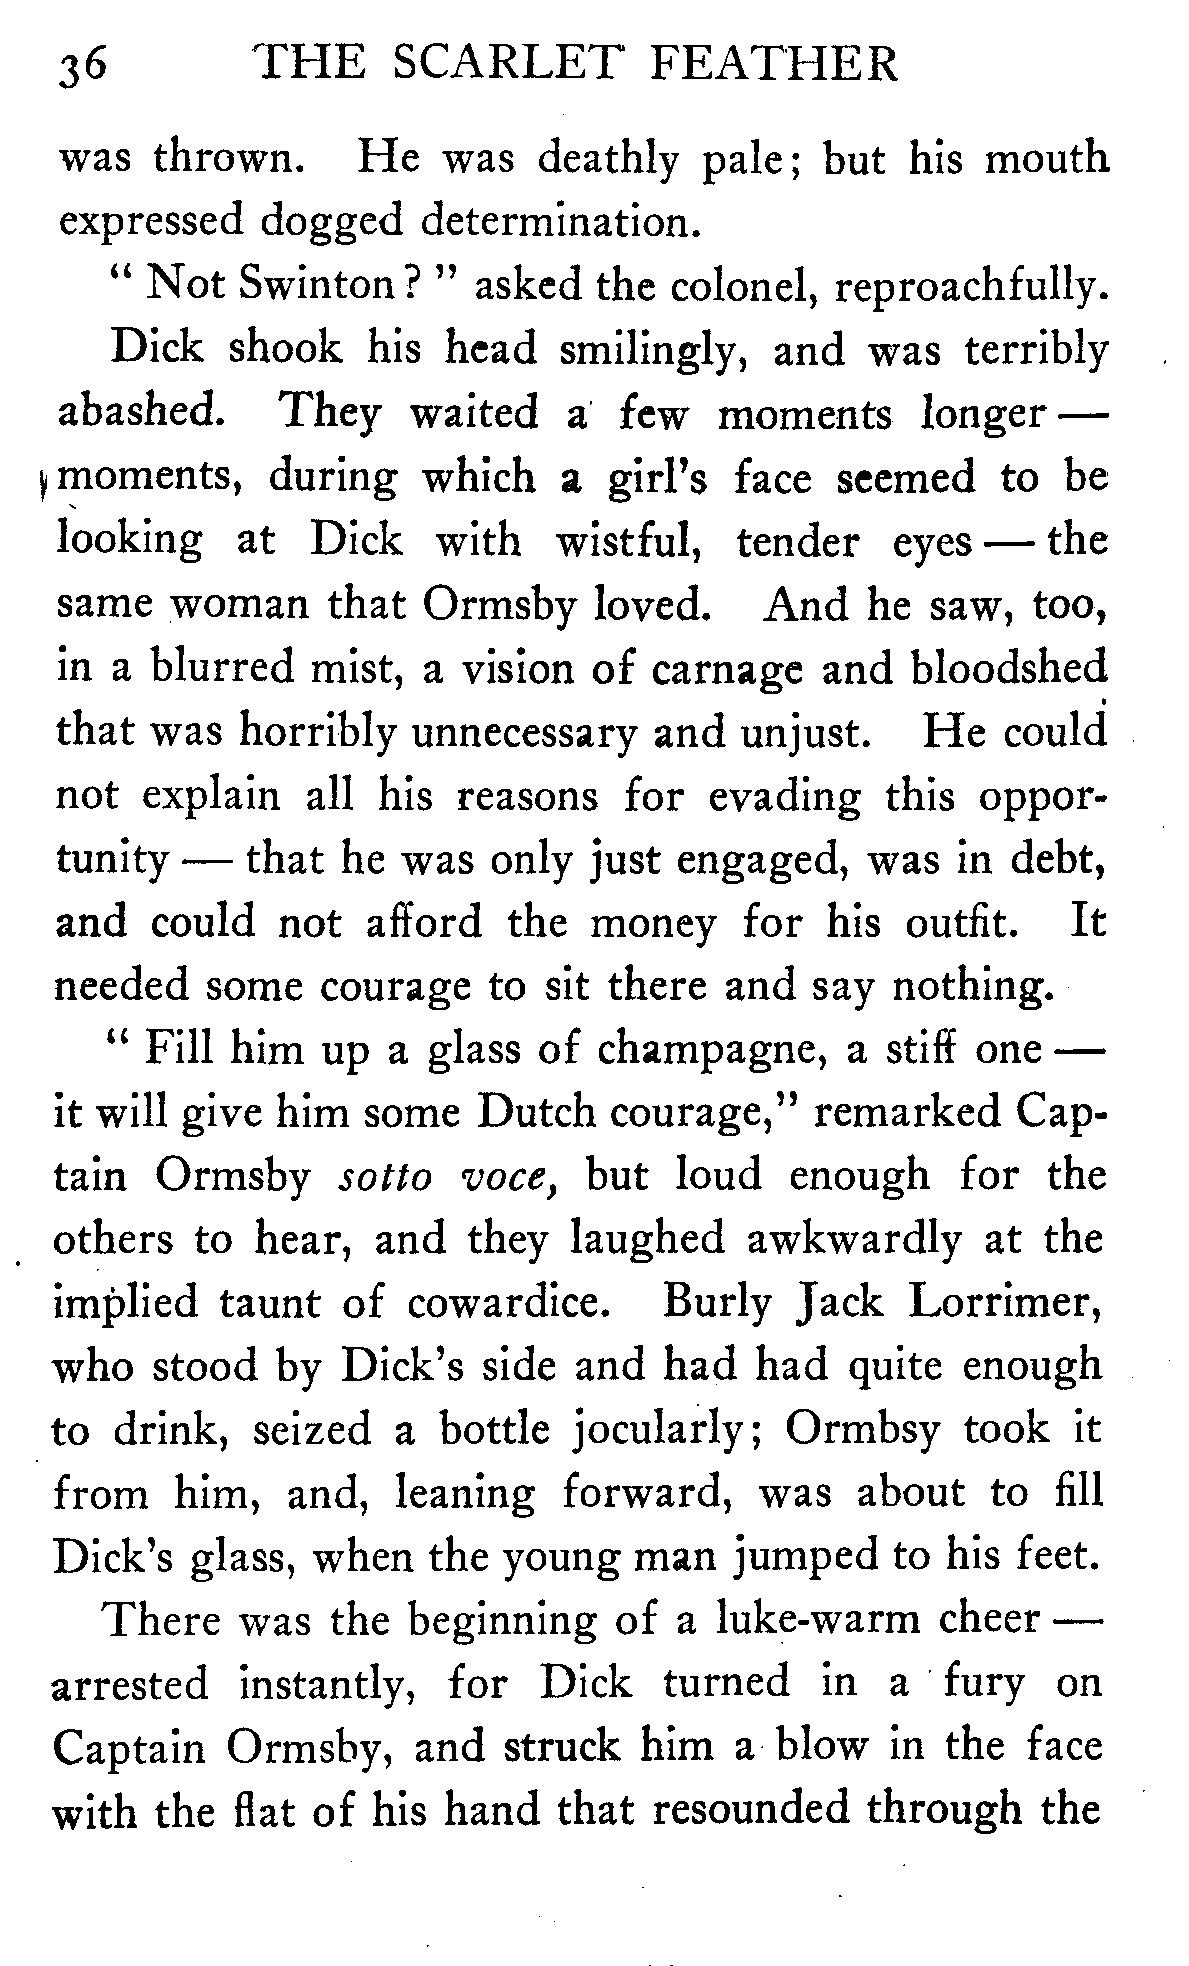 36 THE SCARLET FEATHER
was thrown. He was deathly pale; but his mouth
expressed dogged determination.
“ Not Swinton? ” asked the colonel, reproachfully.
Dick shook his head smilingly, and was terribly
abashed. They waited a few moments longer —
moments, during which a girl’s face seemed to be
looking at Dick with wistful, tender eyes — the
same woman that Ormsby loved. And he saw, too,
in a blurred mist, a vision of carnage and bloodshed
that was horribly unnecessary and unjust. He could
not explain all his reasons for evading this oppor-
tunity — that he was only just engaged, was in debt,
and could not afford the money for his outfit. It
needed some courage to sit there and say nothing.
“ Fill him up a glass of champagne, a stiff one —
it will give him some Dutch courage,” remarked Cap-
tain Ormsby sotto voce, but loud enough for the
others to hear, and they laughed awkwardly at the
implied taunt of cowardice. Burly Jack Lorrimer,
who stood by Dick’s side and had had quite enough
to drink, seized a bottle jocularly; Ormbsy took it
from him, and, leaning forward, was about to fill
Dick’s glass, when the young man jumped to his feet.
There was the beginning of a luke-warm cheer —
arrested instantly, for Dick turned in a fury on
Captain Ormsby, and struck him a blow in the face
with the flat of his hand that resounded through the